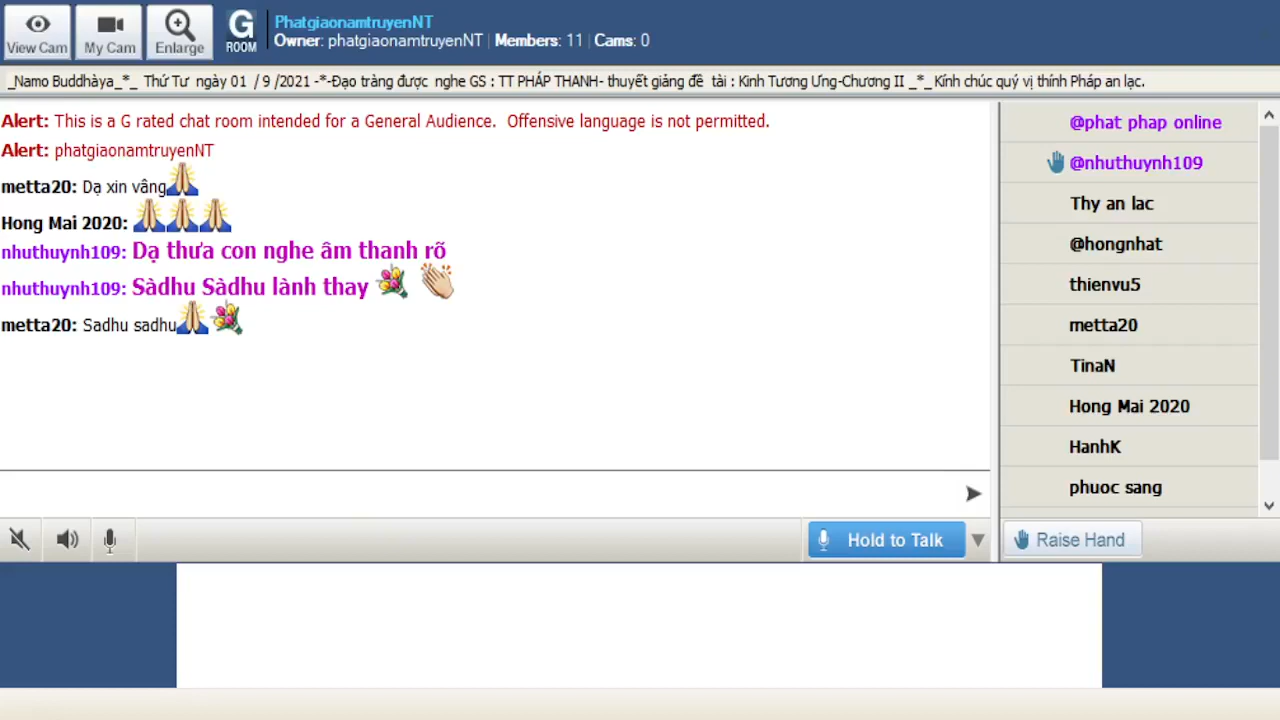 View Cam
My Cam
Enlarge
G
ROOM
PhatgiaonamtruyenNT
Owner: phatgiaonamtruyenNT | Members: 11 | Cams: 0
_Namo Buddhàya_*_ Thứ Tư ngày 01 / 9 /2021 -*-Đạo tràng được nghe GS : TT PHÁP THANH- thuyết giảng đề tài : Kinh Tương Ưng-Chương II _*_ Kính chúc quý vị thính Pháp an lạc.
Alert: This is a G rated chat room intended for a General Audience. Offensive language is not permitted.
Alert: phatgiaonamtruyenNT
metta20: Dạ xin vâng
Hong Mai 2020:
nhuthuynh109: Dạ thưa con nghe âm thanh rõ
nhuthuynh109: Sàdhu Sàdhu lành thay
metta20: Sadhu sadhu
@phat phap online
@nhuthuynh109
Thy an lac
@hongnhat
thienvu5
metta20
TinaN
Hong Mai 2020
HanhK
phuoc sang
Hold to Talk
Raise Hand